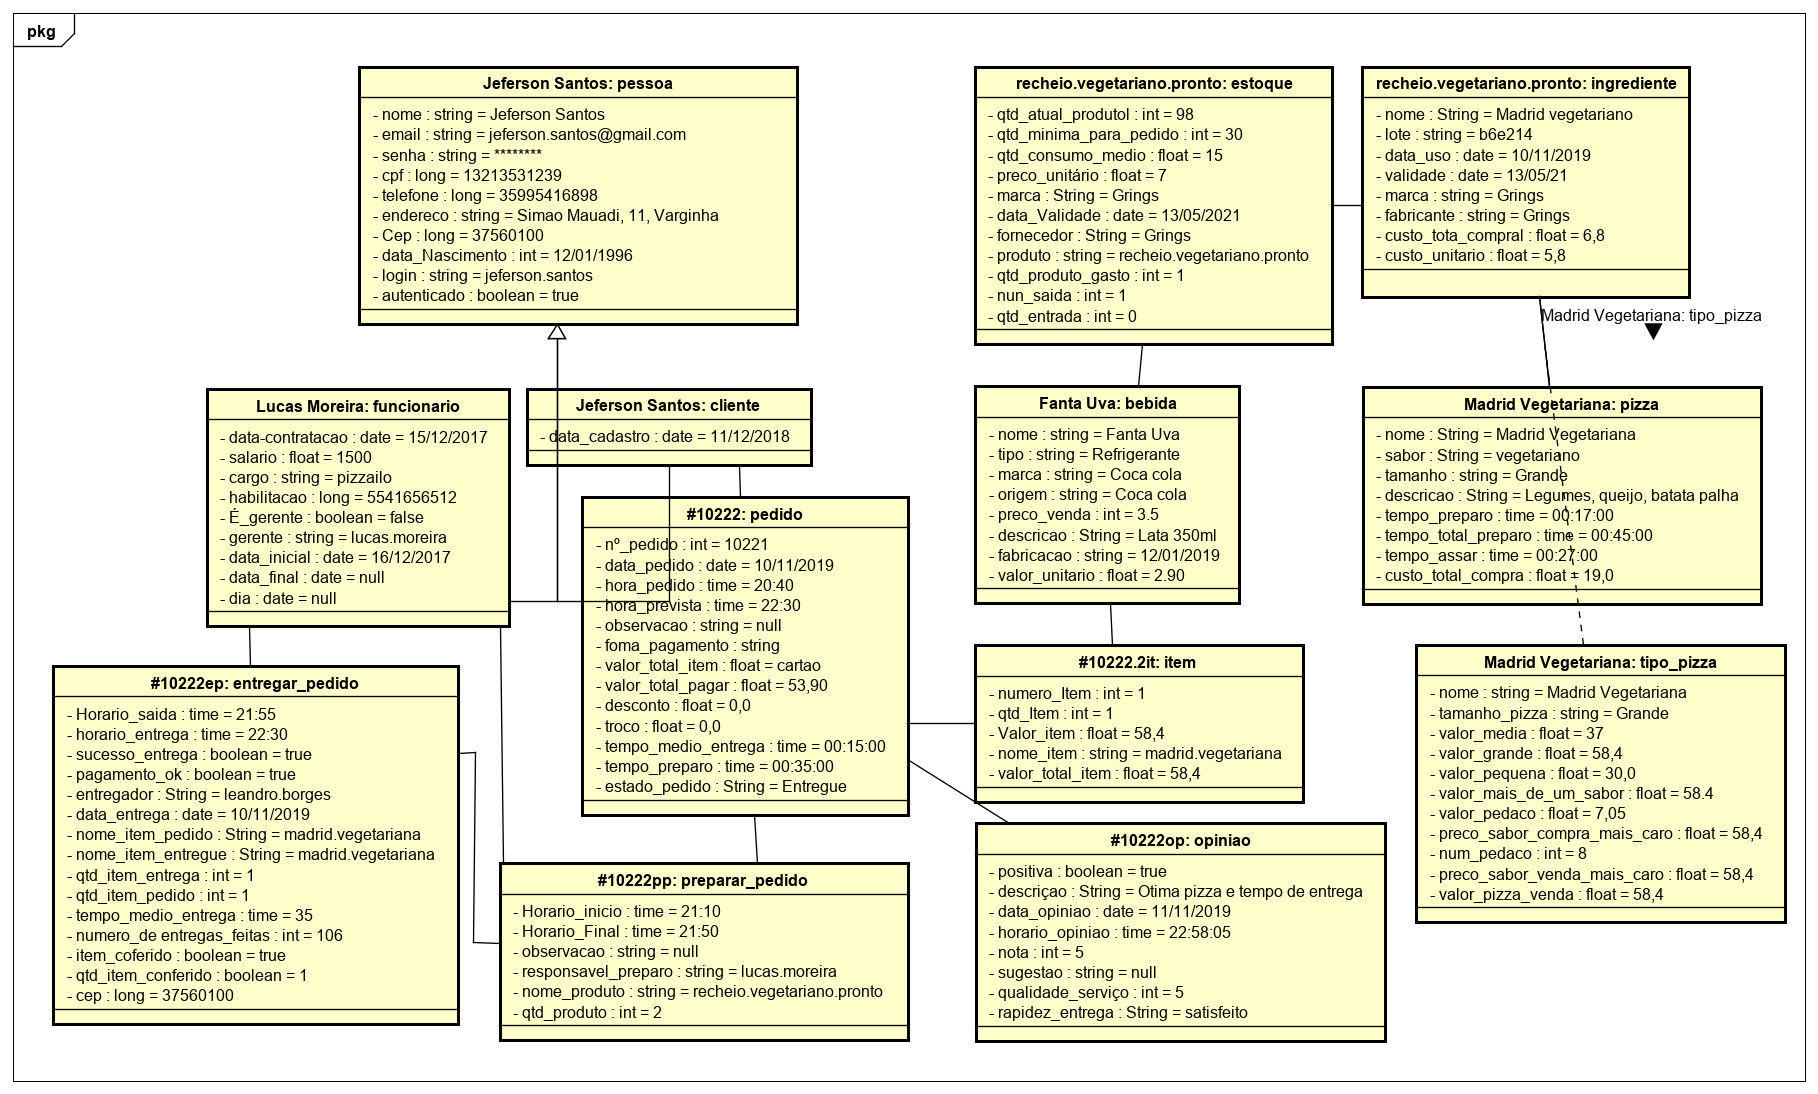 pkg
Jeferson Santos: pessoa
- nome : string = Jeferson Santos
- email : string = jeferson.santos@gmail.com
- senha : string = ********
- cpf : long = 13213531239
- telefone : long = 35995416898
- endereco : string = Simao Mauadi, 11, Varginha
- Cep : long = 37560100
- data_Nascimento : int = 12/01/1996
- login : string = jeferson.santos
- autenticado : boolean = true
recheio.vegetariano.pronto: estoque
- qtd_atual_produtol : int = 98
- qtd_minima_para_pedido : int = 30
- qtd_consumo_medio : float = 15
- preco_unitário : float = 7
- marca : String = Grings
- data_Validade : date = 13/05/2021
- fornecedor : String = Grings
- produto : string = recheio.vegetariano.pronto
- qtd_produto_gasto : int = 1
- nun_saida : int = 1
- qtd_entrada : int = 0
recheio.vegetariano.pronto: ingrediente
- nome : String = Madrid vegetariano
- lote : string = b6e214
- data_uso : date = 10/11/2019
- validade : date = 13/05/21
- marca : string = Grings
- fabricante : string = Grings
- custo_tota_compral : float = 6,8
- custo_unitario : float = 5,8
Madrid Vegetariana: tipo_pizza
Lucas Moreira: funcionario
- data-contratacao : date = 15/12/2017
- salario : float = 1500
- cargo : string = pizzailo
- habilitacao : long = 5541656512
- É_gerente : boolean = false
- gerente : string = lucas.moreira
- data_inicial : date = 16/12/2017
- data_final : date = null
- dia : date = null
Jeferson Santos: cliente
- data_cadastro : date = 11/12/2018
#10222: pedido
- nº_pedido : int = 10221
- data_pedido : date = 10/11/2019
- hora_pedido : time = 20:40
- hora_prevista : time = 22:30
- observacao : string = null
- foma_pagamento : string
- valor_total_item : float = cartao
- valor_total_pagar : float = 53,90
- desconto : float = 0,0
- troco : float = 0,0
- tempo_medio_entrega : time = 00:15:00
- tempo_preparo : time = 00:35:00
- estado_pedido : String = Entregue
Fanta Uva: bebida
- nome : string = Fanta Uva
- tipo : string = Refrigerante
- marca : string = Coca cola
- origem : string = Coca cola
- preco_venda : int = 3.5
- descricao : String = Lata 350ml
- fabricacao : string = 12/01/2019
- valor_unitario : float = 2.90
Madrid Vegetariana: pizza
- nome : String = Madrid Vegetariana
- sabor : String = vegetariano
- tamanho : string = Grande
- descricao : String = Legumes, queijo, batata palha
- tempo_preparo : time = 00:17:00
- tempo_total_preparo : time = 00:45:00
- tempo_assar : time = 00:27:00
- custo_total_compra : float = 19,0
#10222ep: entregar_pedido
- Horario_saida : time = 21:55
- horario_entrega : time = 22:30
- sucesso_entrega : boolean = true
- pagamento_ok : boolean = true
- entregador : String = leandro.borges
- data_entrega : date = 10/11/2019
- nome_item_pedido : String = madrid.vegetariana
- nome_item_entregue : String = madrid.vegetariana
- qtd_item_entrega : int = 1
- qtd_item_pedido : int = 1
- tempo_medio_entrega : time = 35
- numero_de entregas_feitas : int = 106
- item_coferido : boolean = true
- qtd_item_conferido : boolean = 1
- cep : long = 37560100
#10222pp: preparar_pedido
- Horario_inicio : time = 21:10
- Horario_Final : time = 21:50
- observacao : string = null
- responsavel_preparo : string = lucas.moreira
- nome_produto : string = recheio.vegetariano.pronto
- qtd_produto : int = 2
#10222.2it: item
- numero_Item : int = 1
- qtd_Item : int = 1
- Valor_item : float = 58,4
- nome_item : string = madrid.vegetariana
- valor_total_item : float = 58,4
#10222op: opiniao
- positiva : boolean = true
- descriçao : String = Otima pizza e tempo de entrega
- data_opiniao : date = 11/11/2019
- horario_opiniao : time = 22:58:05
- nota : int = 5
- sugestao : string = null
- qualidade_serviço : int = 5
- rapidez_entrega : String = satisfeito
Madrid Vegetariana: tipo_pizza
- nome : string = Madrid Vegetariana
- tamanho_pizza : string = Grande
- valor_media : float = 37
- valor_grande : float = 58,4
- valor_pequena : float = 30,0
- valor_mais_de_um_sabor : float = 58.4
- valor_pedaco : float = 7,05
- preco_sabor_compra_mais_caro : float = 58,4
- num_pedaco : int = 8
- preco_sabor_venda_mais_caro : float = 58,4
- valor_pizza_venda : float = 58,4